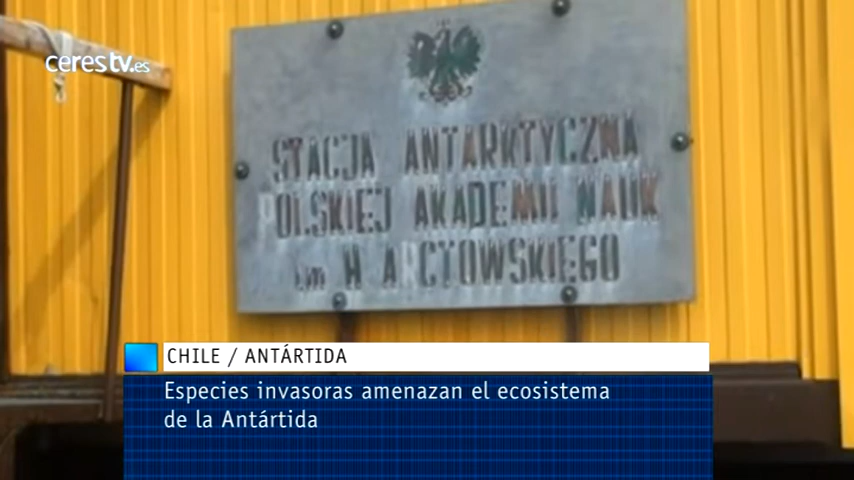 cerestv.es
STACJA ANTARKTYCZNA
POLSKIEJ AKADEMII NAUK
im H ARCTOWSKIEGO
CHILE / ANTÁRTIDA
Especies invasoras amenazan el ecosistema
de la Antártida